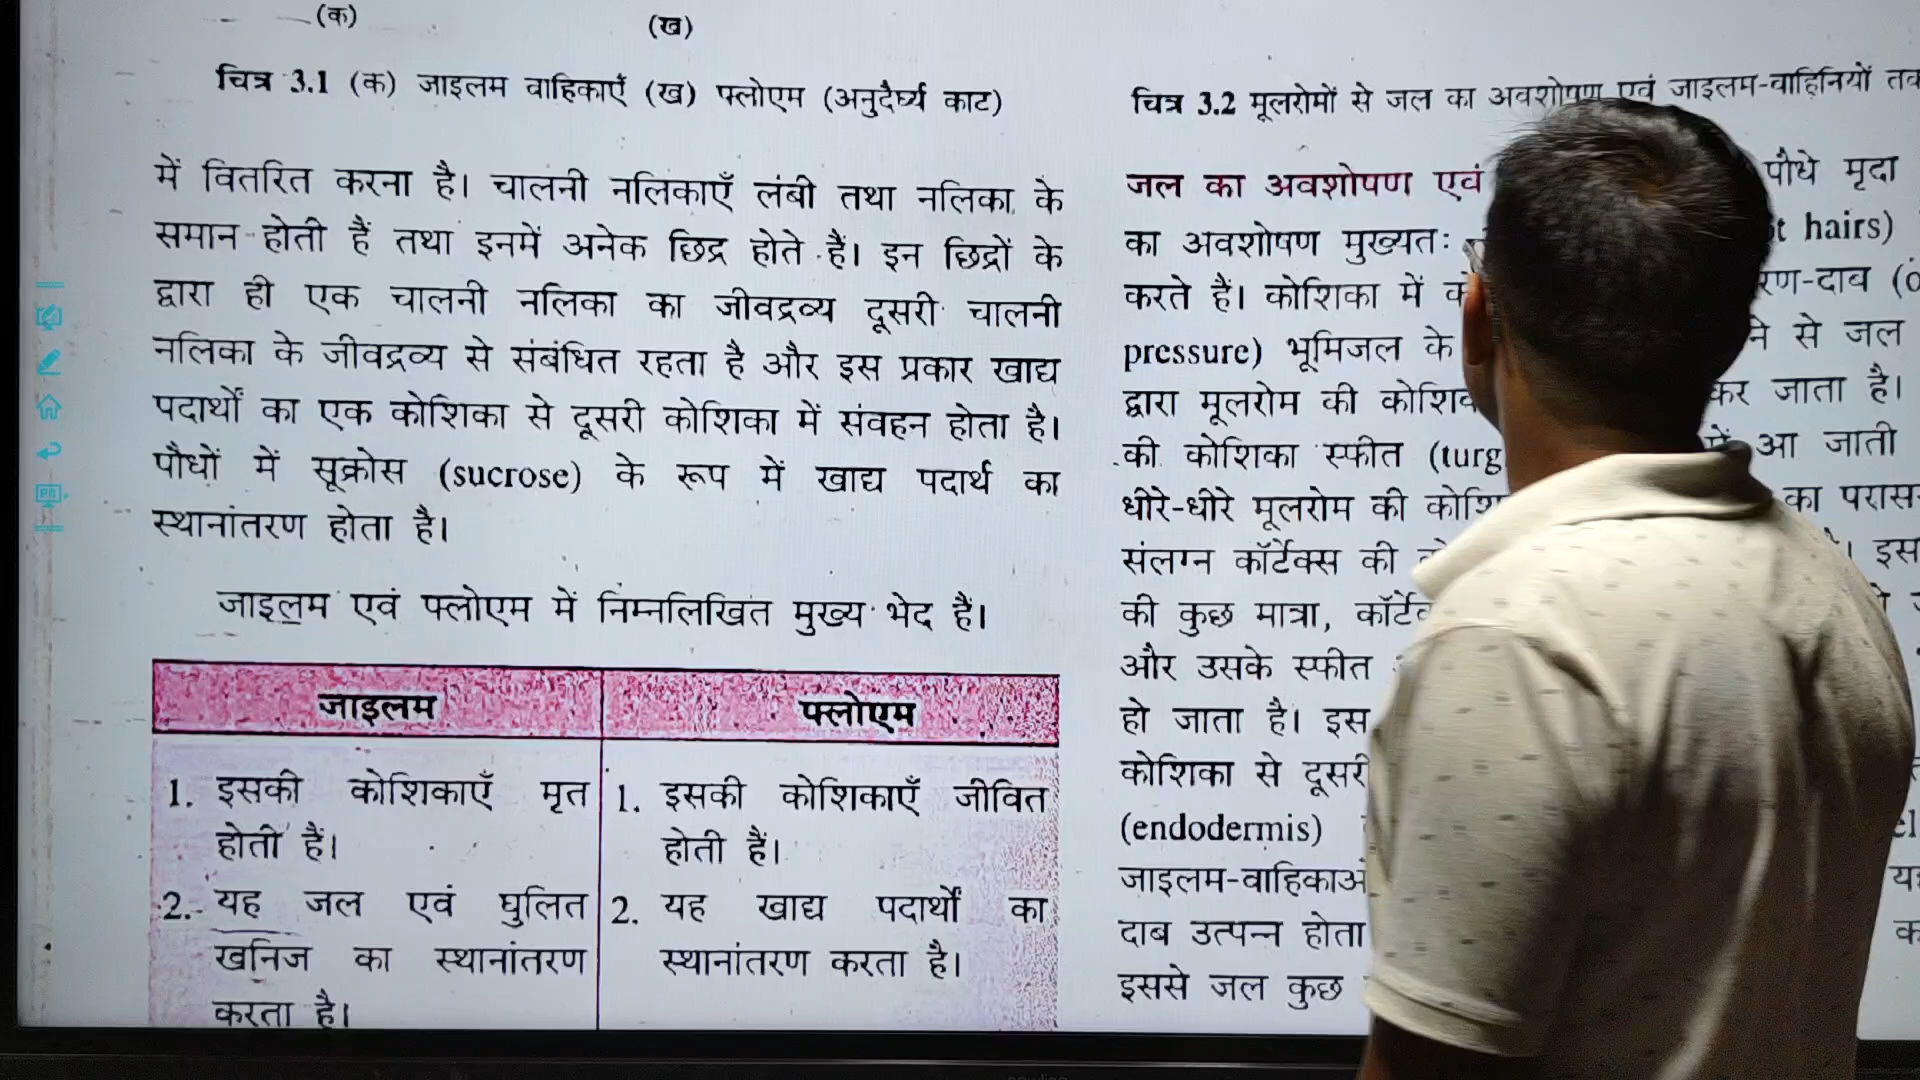 (क)
(ख)
चित्र 3.1 (क) जाइलम वाहिकाएँ (ख) फ्लोएम (अनुदैर्घ्य काट)
में वितरित करना है। चालनी नलिकाएँ लंबी तथा नलिका के
समान होती हैं तथा इनमें अनेक छिद्र होते हैं। इन छिद्रों के
द्वारा ही एक चालनी नलिका का जीवद्रव्य दूसरी चालनी
नलिका के जीवद्रव्य से संबंधित रहता है और इस प्रकार खाद्य
पदार्थों का एक कोशिका से दूसरी कोशिका में संवहन होता है।
पौधों में सूक्रोस (sucrose) के रूप में खाद्य पदार्थ का
स्थानांतरण होता है।
जाइलम एवं फ्लोएम में निम्नलिखित मुख्य भेद हैं।
जाइलम
फ्लोएम
1. इसकी कोशिकाएँ मृत
होती हैं।
1. इसकी कोशिकाएँ जीवित
होती हैं।
2. यह जल एवं घुलित
खनिज का स्थानांतरण
करता है।
2. यह खाद्य पदार्थों का
स्थानांतरण करता है।
चित्र 3.2 मूलरोमों से जल का अवशोषण एवं जाइलम-वाहिनियों तक
जल का अवशोषण एवं पौधे मृदा
का अवशोषण मुख्यतः hairs)
करते हैं। कोशिका में
pressure) भूमिजल के से जल
द्वारा मूलरोम की कर जाता है।
की कोशिका स्फीत आ जाती
धीरे-धीरे मूलरोम की का
संलग्न कॉर्टेक्स की इस
की कुछ मात्रा,
और उसके स्फीत
हो जाता है। इस
कोशिका से दूसरी
(endodermis)
जाइलम-वाहिकाओं
दाब उत्पन्न होता
इससे जल कुछ